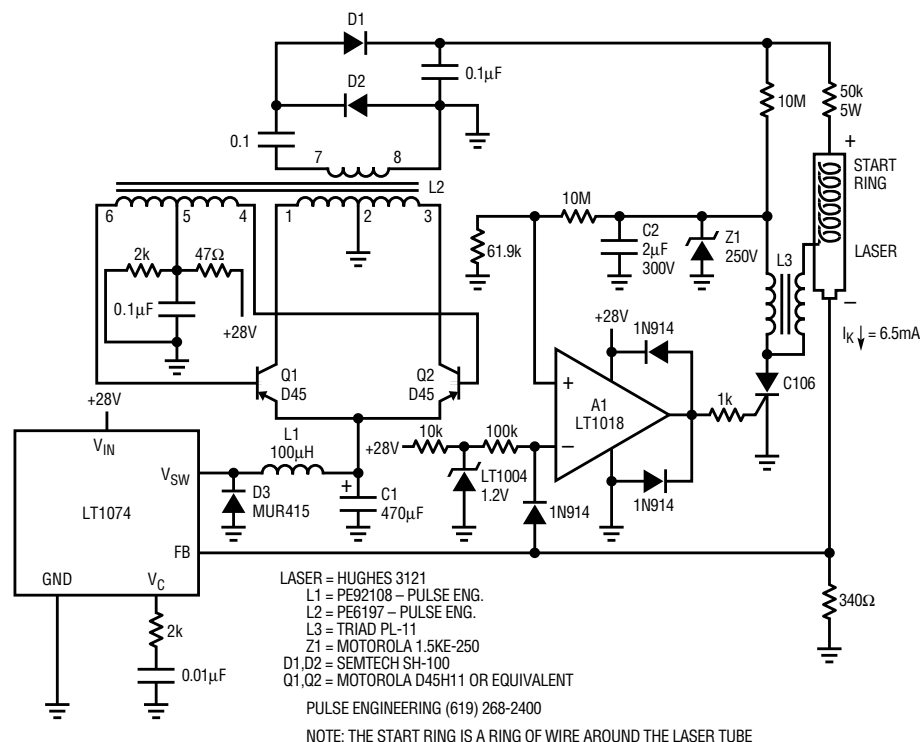 D1
D2
0.1µF
0.1
7
8
L2
6
5
4
1
2
3
2k
47Ω
0.1µF
+28V
Q1
D45
Q2
D45
10M
50k
5W
+
START
RING
LASER
–
I_K ↓ = 6.5mA
10M
61.9k
C2
2µF
300V
Z1
250V
L3
+28V
1N914
+
A1
LT1018
–
1N914
1k
C106
+28V
10k
100k
LT1004
1.2V
1N914
+28V
V_IN
V_SW
LT1074
FB
GND
V_C
L1
100µH
D3
MUR415
+
C1
470µF
2k
0.01µF
340Ω
LASER = HUGHES 3121
L1 = PE92108 – PULSE ENG.
L2 = PE6197 – PULSE ENG.
L3 = TRIAD PL-11
Z1 = MOTOROLA 1.5KE-250
D1,D2 = SEMTECH SH-100
Q1,Q2 = MOTOROLA D45H11 OR EQUIVALENT
PULSE ENGINEERING (619) 268-2400
NOTE: THE START RING IS A RING OF WIRE AROUND THE LASER TUBE